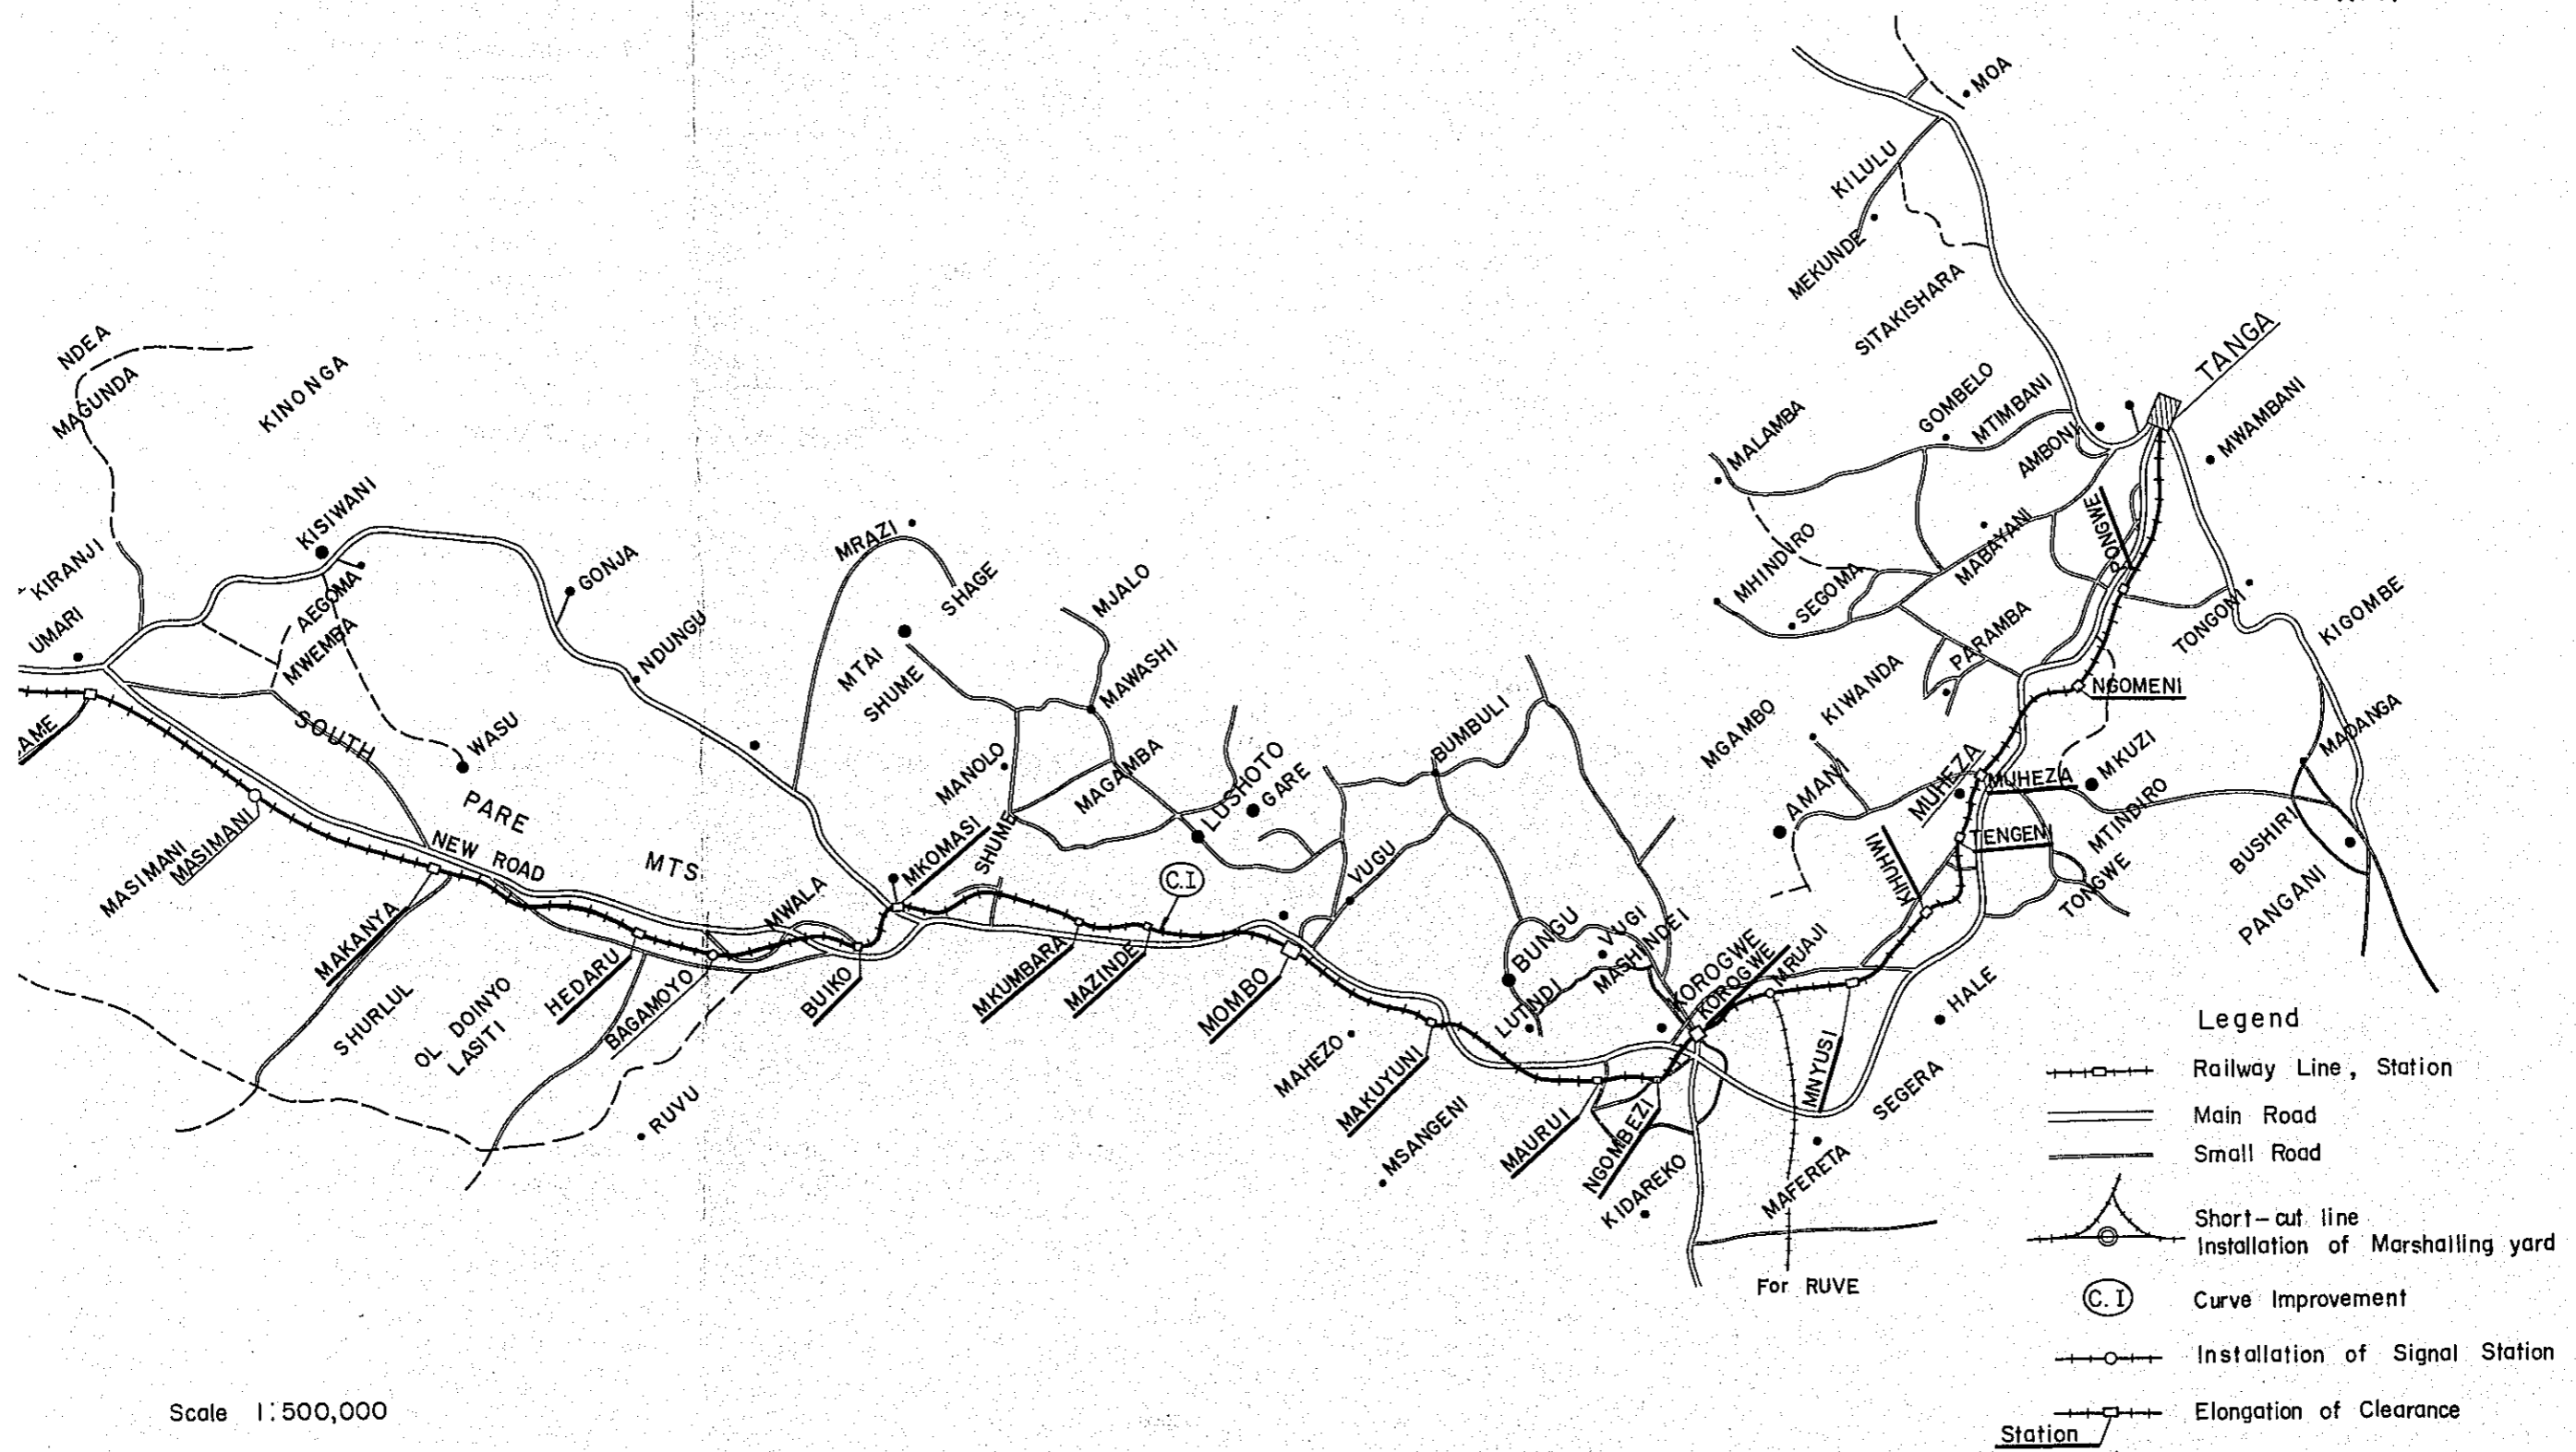 MOA
KILULU
MEKUNDE
SITAKISHARA
TANGA
NDEA
MAGUNDA
KINONGA
MALAMBA
GOMBELO
MTIMBANI
AMBONI
MWAMBANI
KISIWANI
KIRANJI
UMARI
AEGOMA
MWEMBA
GONJA
NDUNGU
MRAZI
SHAGE
MTAI
SHUME
MJALO
MAWASHI
MHINDIRO
SEGOMA
MABAYANI
PARAMBA
TONGONI
KIGOMBE
NGOMENI
KIWANDA
MGAMBO
AMANI
MADANGA
SOUTH
PARE
MTS
WASU
MANOLO
MAGAMBA
LUSHOTO
GARE
BUMBULI
MUHEZA
MUHEZA
MKUZI
MTINDIRO
TENGENI
KIHUHWI
TONGWE
BUSHIRI
PANGANI
MASIMANI
MASIMANI
NEW ROAD
MWALA
MKOMASI
SHUME
C.I
VUGU
BUNGU
VUGI
MASHINDEI
LUTINDI
KOROGWE
KOROGWE
MRUAJI
HALE
MAKANYA
SHURLUL
OL DOINYO
LASITI
HEDARU
BAGAMOYO
RUVU
BUIKO
MKUMBARA
MAZINDE
MOMBO
MAHEZO
MAKUYUNI
MSANGENI
MAURUI
NGOMBEZI
KIDAREKO
MNYUSI
SEGERA
MAFERETA
For RUVE
Legend
Railway Line, Station
Main Road
Small Road
Short-cut line
Installation of Marshalling yard
C.I Curve Improvement
Installation of Signal Station
Elongation of Clearance
Station
Scale 1:500,000